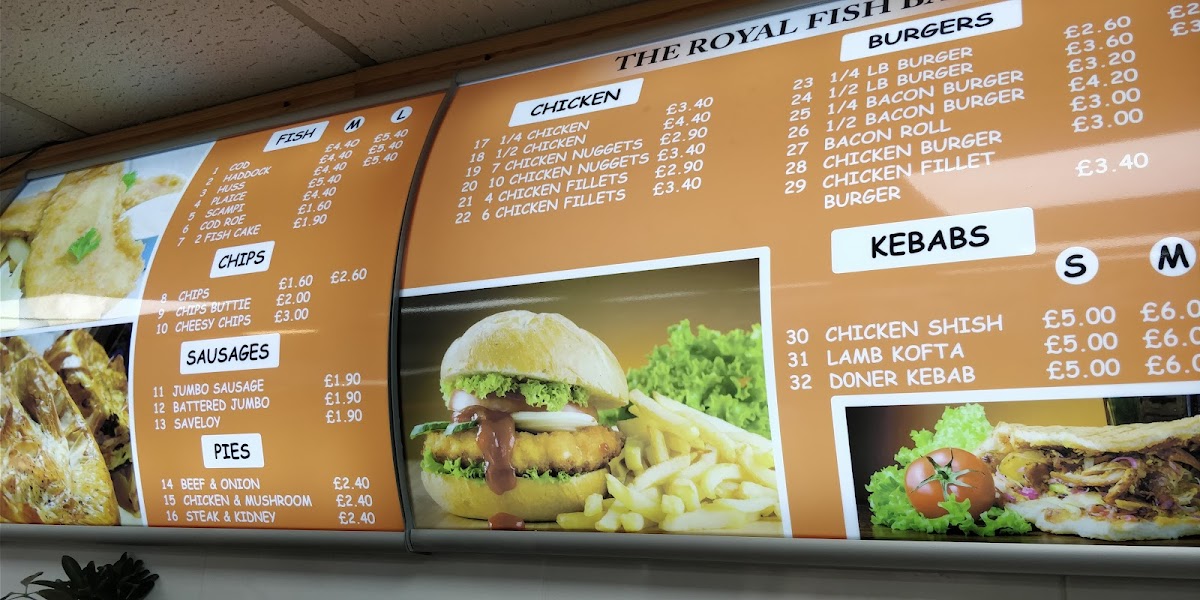 THE ROYAL FISH
FISH M L
1 COD £4.40 £5.40
2 HADDOCK £4.40 £5.40
3 HUSS £4.40 £5.40
4 PLAICE £5.40
5 SCAMPI £4.40
6 COD ROE £1.60
7 2 FISH CAKE £1.90
CHIPS
8 CHIPS £1.60 £2.60
9 CHIPS BUTTIE £2.00
10 CHEESY CHIPS £3.00
SAUSAGES
11 JUMBO SAUSAGE £1.90
12 BATTERED JUMBO £1.90
13 SAVELOY £1.90
PIES
14 BEEF & ONION £2.40
15 CHICKEN & MUSHROOM £2.40
16 STEAK & KIDNEY £2.40
CHICKEN
17 1/4 CHICKEN £3.40
18 1/2 CHICKEN £4.40
19 7 CHICKEN NUGGETS £2.90
20 10 CHICKEN NUGGETS £3.40
21 4 CHICKEN FILLETS £2.90
22 6 CHICKEN FILLETS £3.40
BURGERS
23 1/4 LB BURGER £2.60
24 1/2 LB BURGER £3.60
25 1/4 BACON BURGER £3.20
26 1/2 BACON BURGER £4.20
27 BACON ROLL £3.00
28 CHICKEN BURGER £3.00
29 CHICKEN FILLET £3.40
BURGER
KEBABS S M
30 CHICKEN SHISH £5.00
31 LAMB KOFTA £5.00
32 DONER KEBAB £5.00